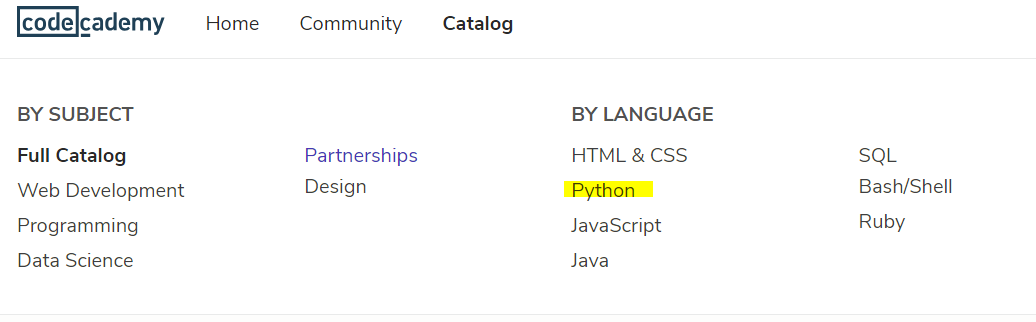 codecademy Home Community Catalog
BY SUBJECT
Full Catalog
Web Development
Programming
Data Science
Partnerships
Design
BY LANGUAGE
HTML & CSS
Python
JavaScript
Java
SQL
Bash/Shell
Ruby